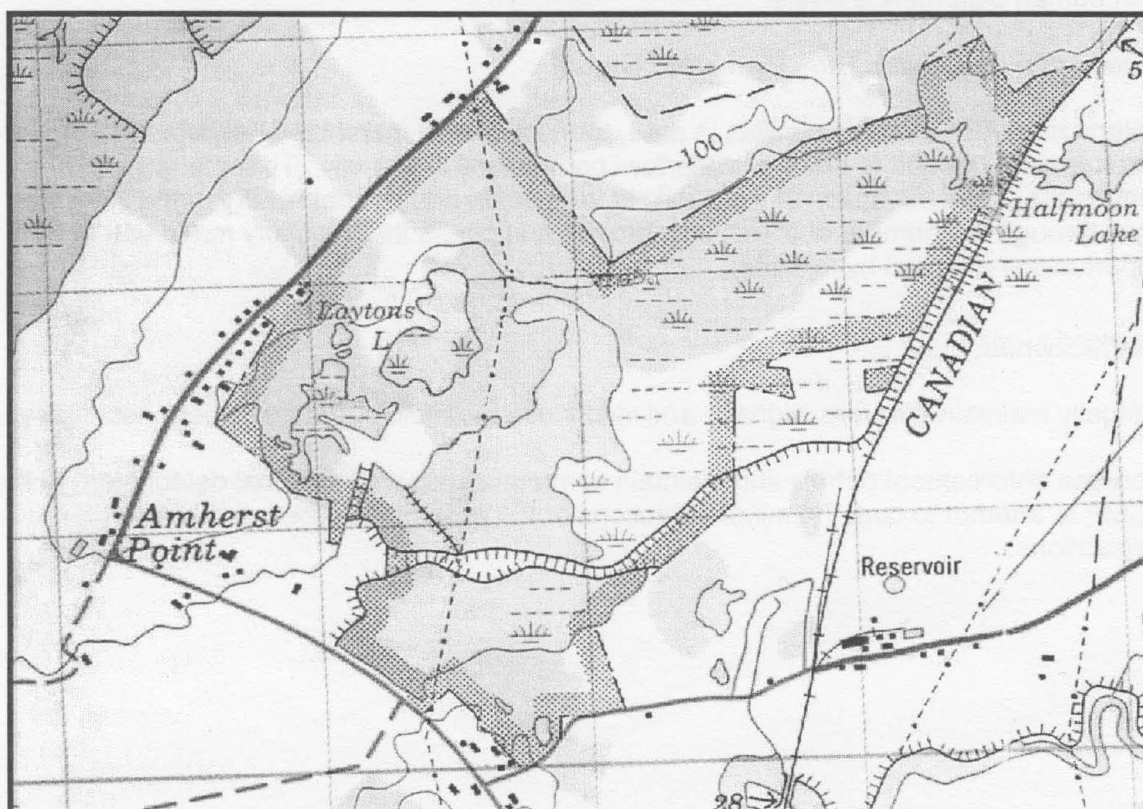 5
100
Halfmoon
Lake
Laytons
L.
CANADIAN
Amherst
Point
Reservoir
28